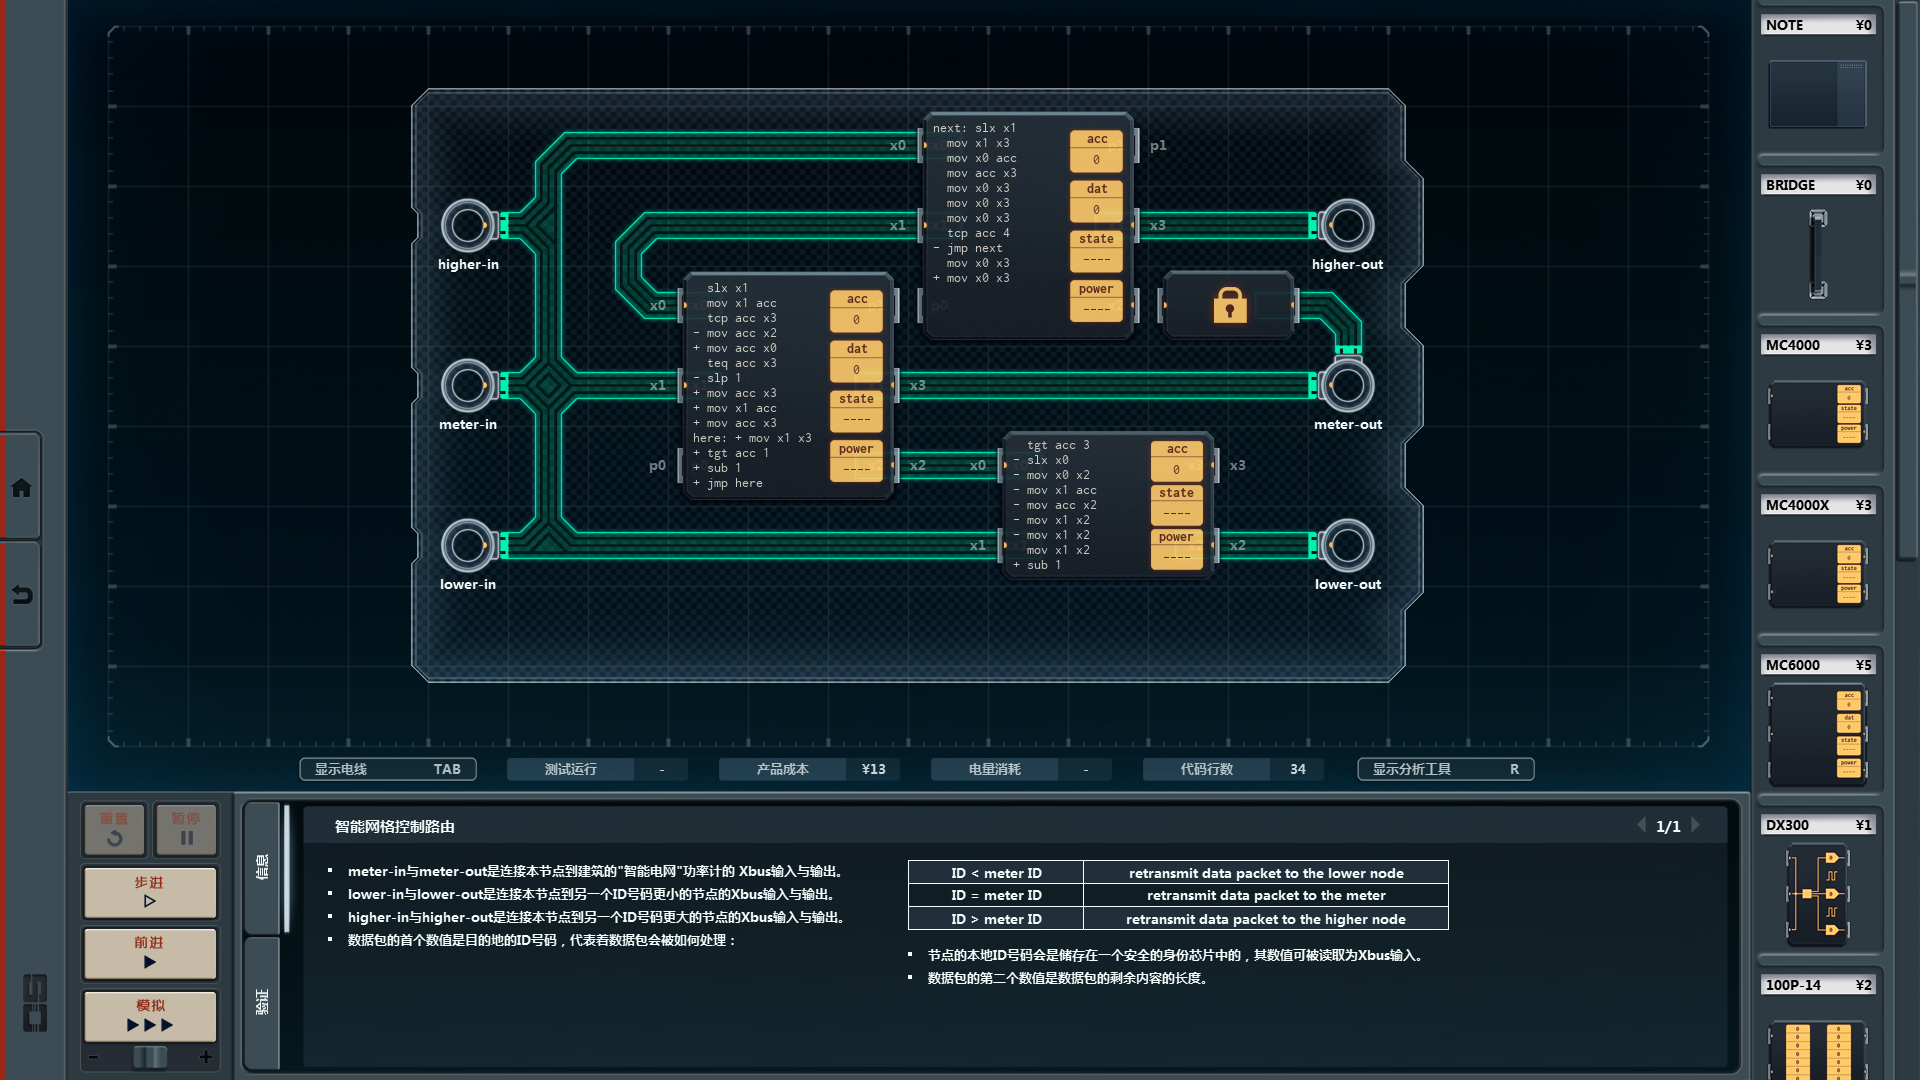 next: slx x1
mov x1 x3
mov x0 acc
mov acc x3
mov x0 x3
mov x0 x3
mov x0 x3
tcp acc 4
- jmp next
mov x0 x3
+ mov x0 x3
acc
0
dat
0
state
----
power
----
x0
x1
p0
p1
x3
higher-in
higher-out
slx x1
mov x1 acc
tcp acc x3
- mov acc x2
+ mov acc x0
teq acc x3
- slp 1
+ mov acc x3
+ mov x1 acc
+ mov acc x3
here: + mov x1 x3
+ tgt acc 1
+ sub 1
+ jmp here
acc
0
dat
0
state
----
power
----
x0
x1
p0
x3
x2
meter-in
meter-out
tgt acc 3
- slx x0
- mov x0 x2
- mov x1 acc
- mov acc x2
- mov x1 x2
- mov x1 x2
mov x1 x2
+ sub 1
acc
0
state
----
power
----
x0
x1
x3
x2
lower-in
lower-out
显示电线 TAB
测试运行 -
产品成本 ¥13
电量消耗 -
代码行数 34
显示分析工具 R
重置
暂停
步进
前进
模拟
- +
信息
验证
智能网格控制路由
1/1
▪ meter-in与meter-out是连接本节点到建筑的"智能电网"功率计的 Xbus输入与输出。
▪ lower-in与lower-out是连接本节点到另一个ID号码更小的节点的Xbus输入与输出。
▪ higher-in与higher-out是连接本节点到另一个ID号码更大的节点的Xbus输入与输出。
▪ 数据包的首个数值是目的地的ID号码，代表着数据包会被如何处理：
ID < meter ID retransmit data packet to the lower node
ID = meter ID retransmit data packet to the meter
ID > meter ID retransmit data packet to the higher node
▪ 节点的本地ID号码会是储存在一个安全的身份芯片中的，其数值可被读取为Xbus输入。
▪ 数据包的第二个数值是数据包的剩余内容的长度。
NOTE ¥0
BRIDGE ¥0
MC4000 ¥3
acc
0
state
----
power
----
MC4000X ¥3
acc
0
state
----
power
----
MC6000 ¥5
acc
0
dat
0
state
----
power
----
DX300 ¥1
100P-14 ¥2